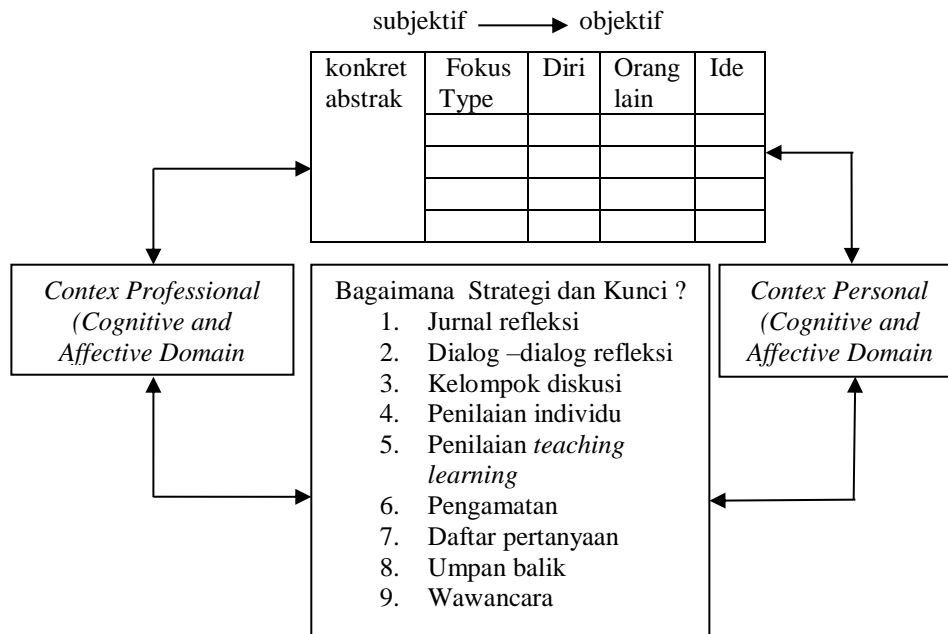 subjektif objektif
konkret Fokus Diri Orang Ide
abstrak Type lain
Contex Professional
(Cognitive and
Affective Domain
Bagaimana Strategi dan Kunci ?
1. Jurnal refleksi
2. Dialog –dialog refleksi
3. Kelompok diskusi
4. Penilaian individu
5. Penilaian teaching
learning
6. Pengamatan
7. Daftar pertanyaan
8. Umpan balik
9. Wawancara
Contex Personal
(Cognitive and
Affective Domain